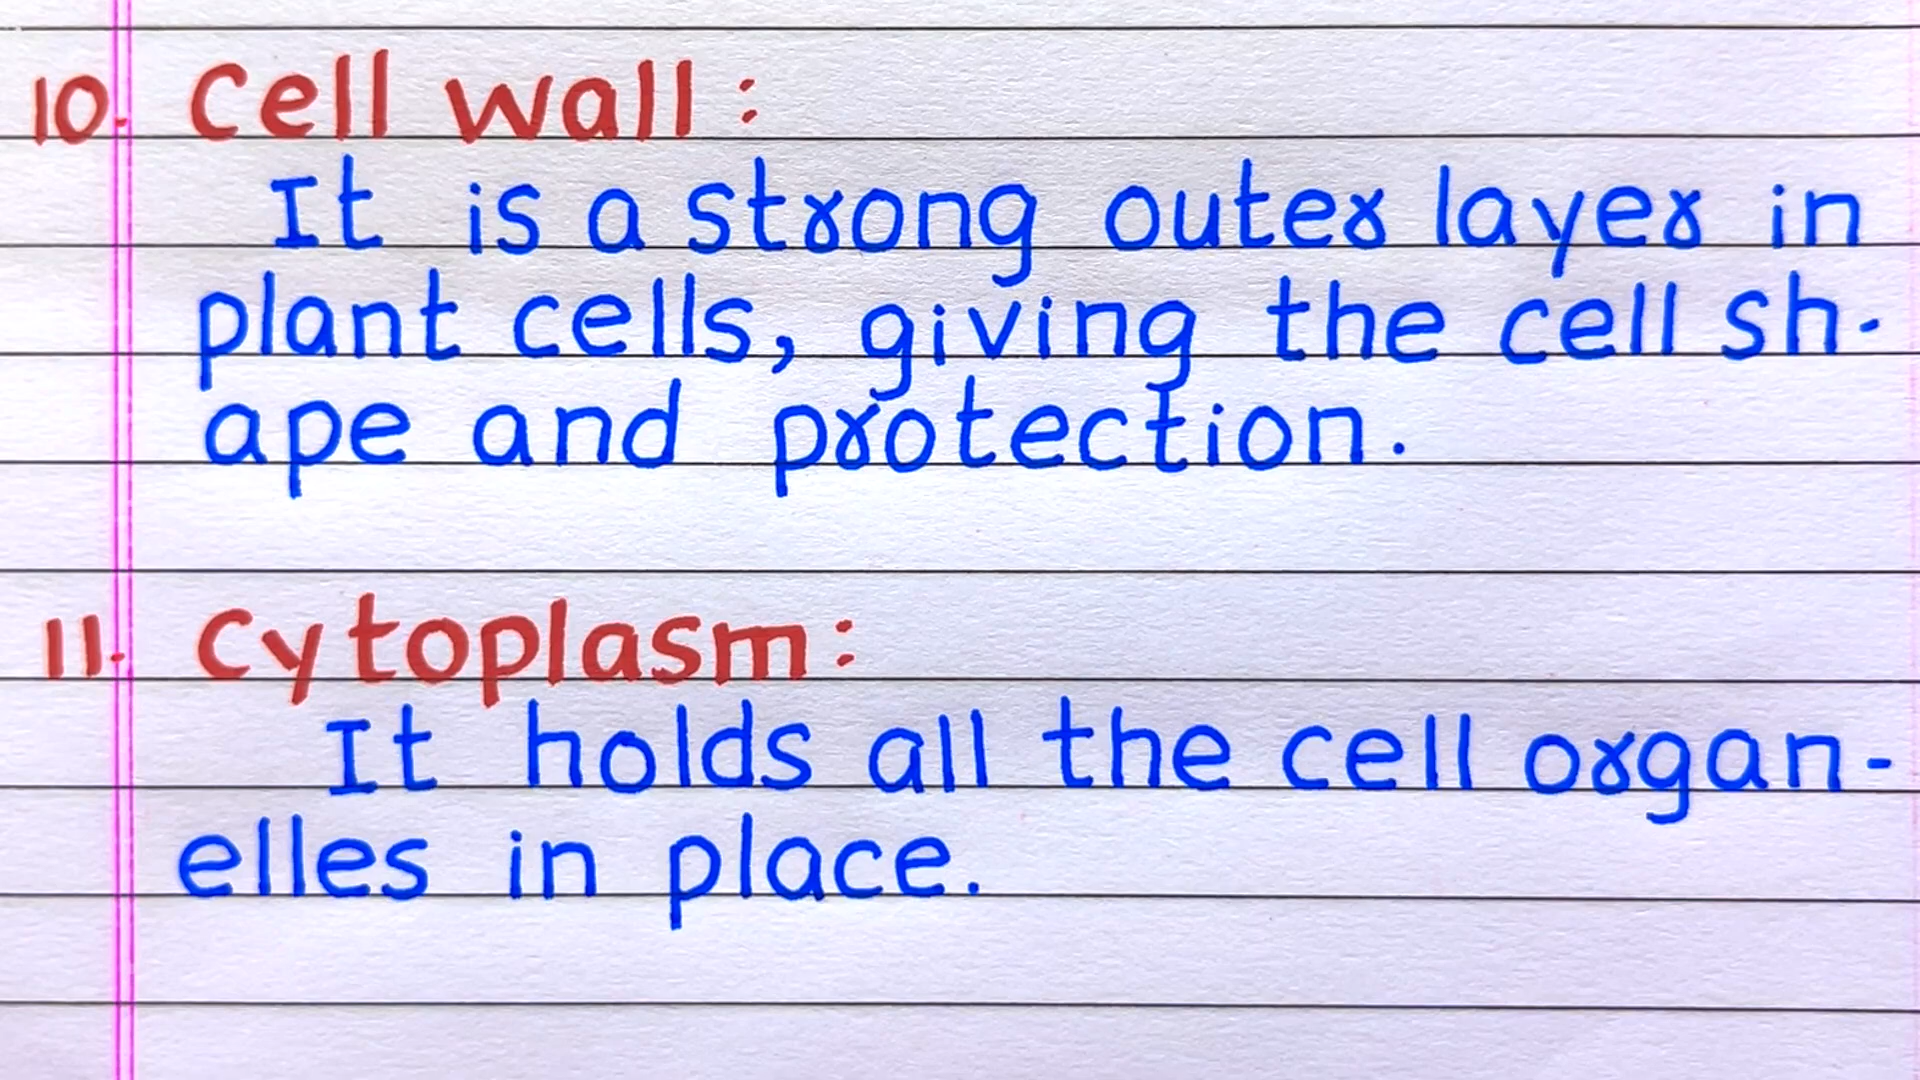 10. Cell wall :
It is a strong outer layer in
plant cells, giving the cell sh-
ape and protection.
11. Cytoplasm :
It holds all the cell organ-
elles in place.